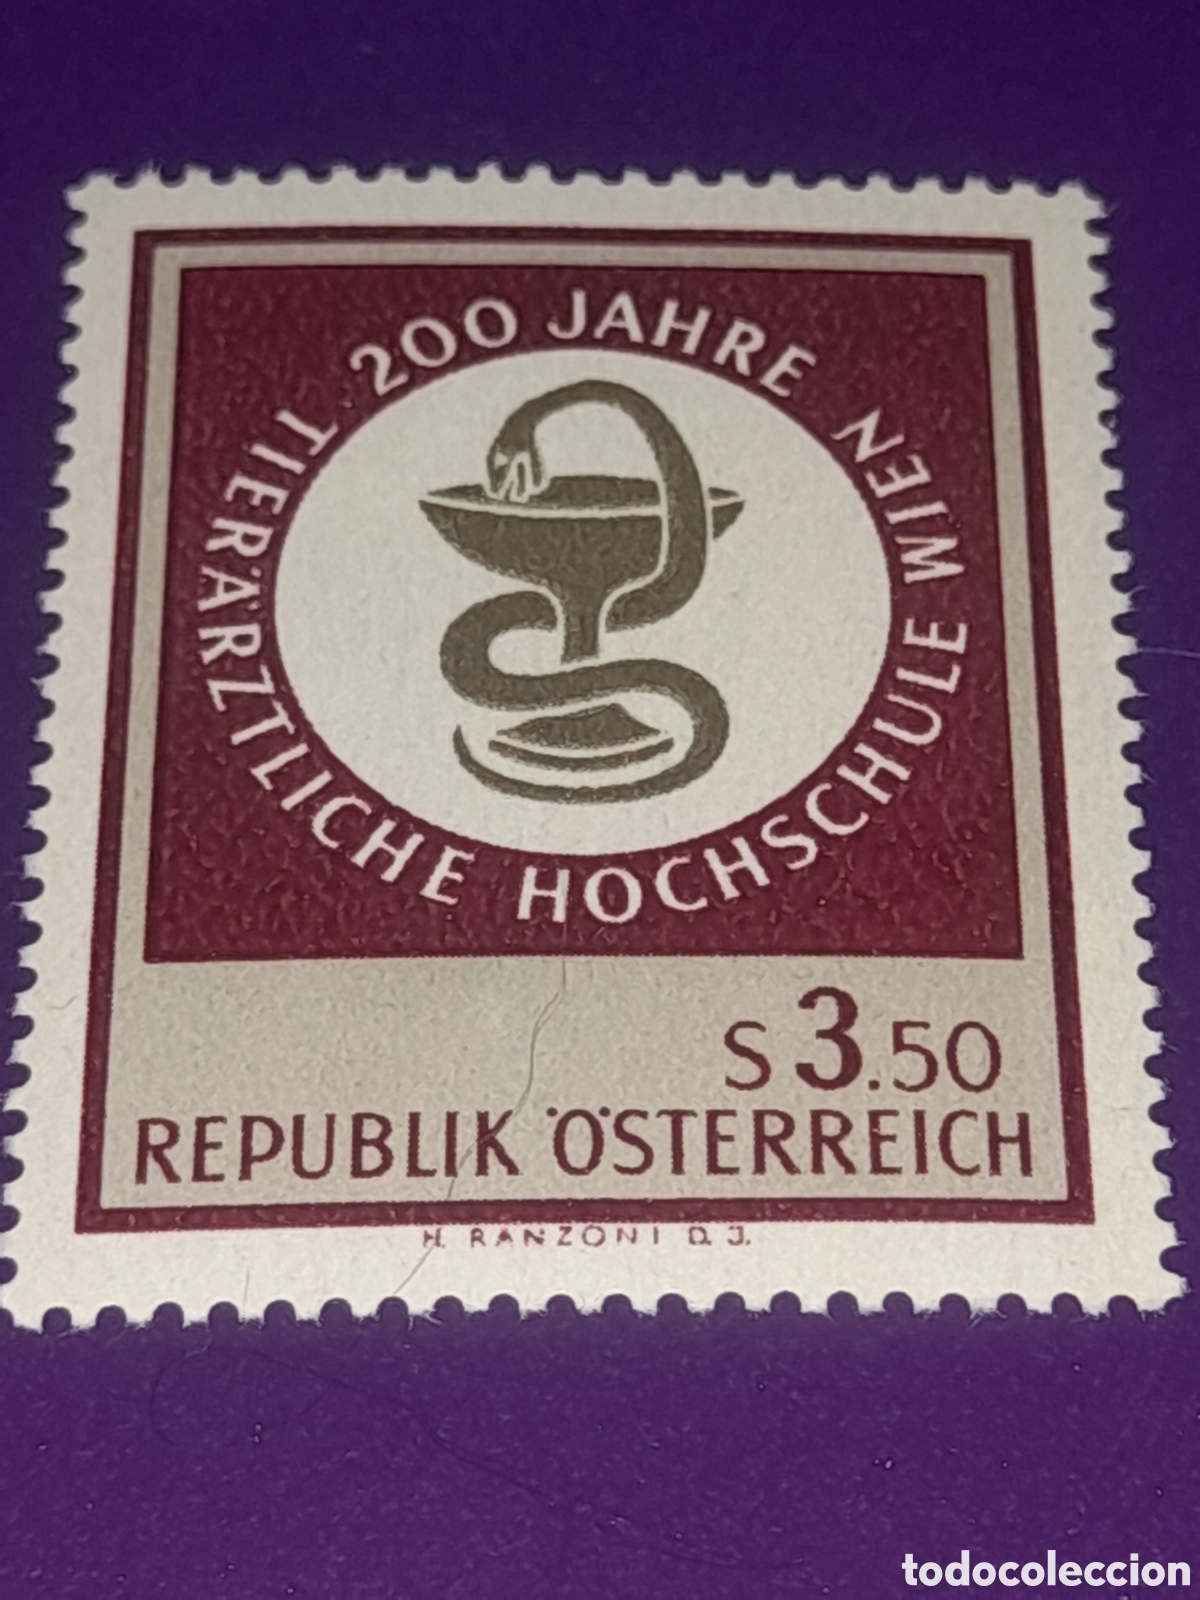 200 JAHRE
TIERÄRZTLICHE HOCHSCHULE WIEN
S 3.50
REPUBLIK ÖSTERREICH
H. RANZONI D. J.
todocoleccion